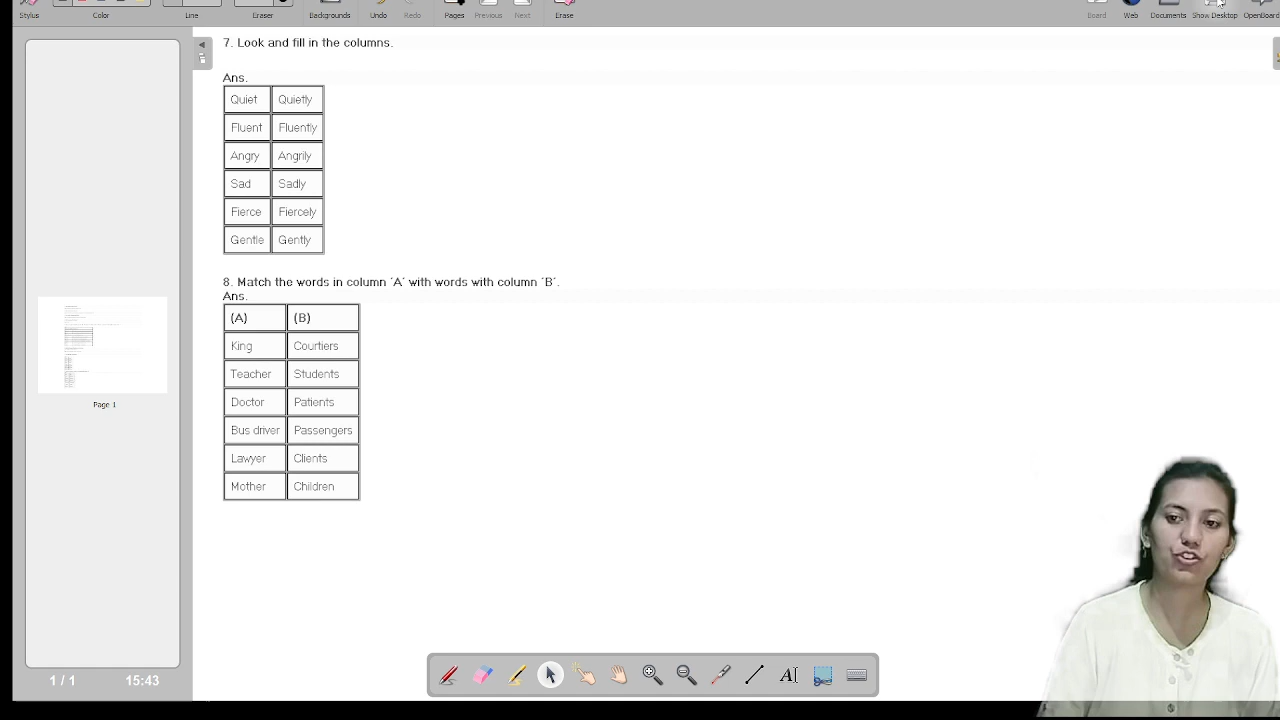 Stylus Color Line Eraser Backgrounds Undo Redo Pages Previous Next Erase Board Web Documents Show Desktop OpenBoard
7. Look and fill in the columns.
Ans.
Quiet Quietly
Fluent Fluently
Angry Angrily
Sad Sadly
Fierce Fiercely
Gentle Gently
8. Match the words in column ´A´ with words with column ´B´.
Ans.
(A) (B)
King Courtiers
Teacher Students
Doctor Patients
Bus driver Passengers
Lawyer Clients
Mother Children
Page 1
1 / 1 15:43